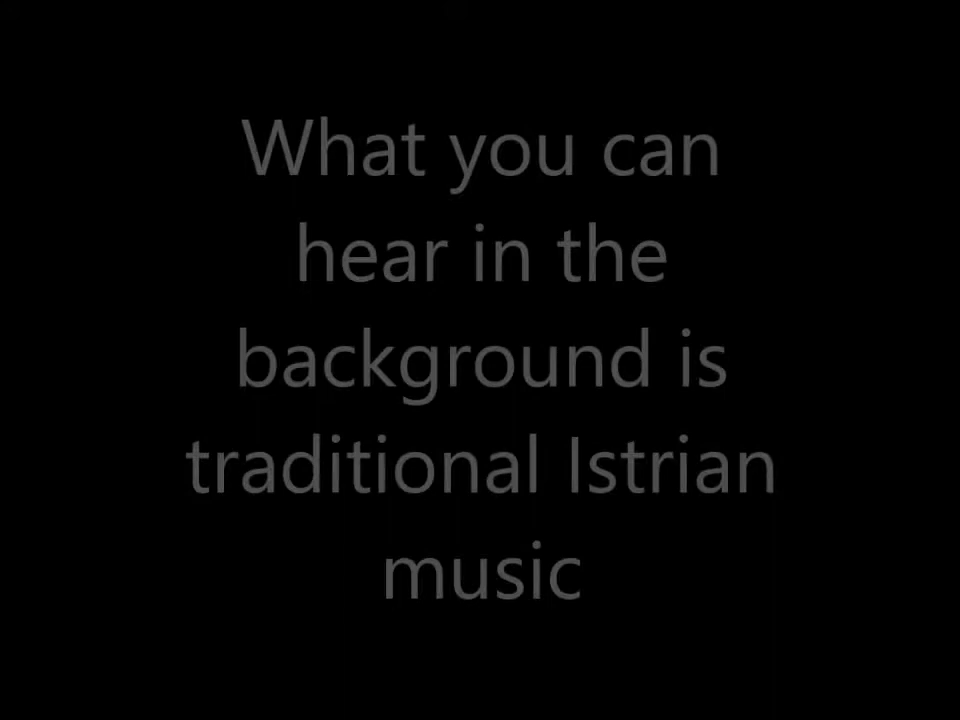 What you can
hear in the
background is
traditional Istrian
music